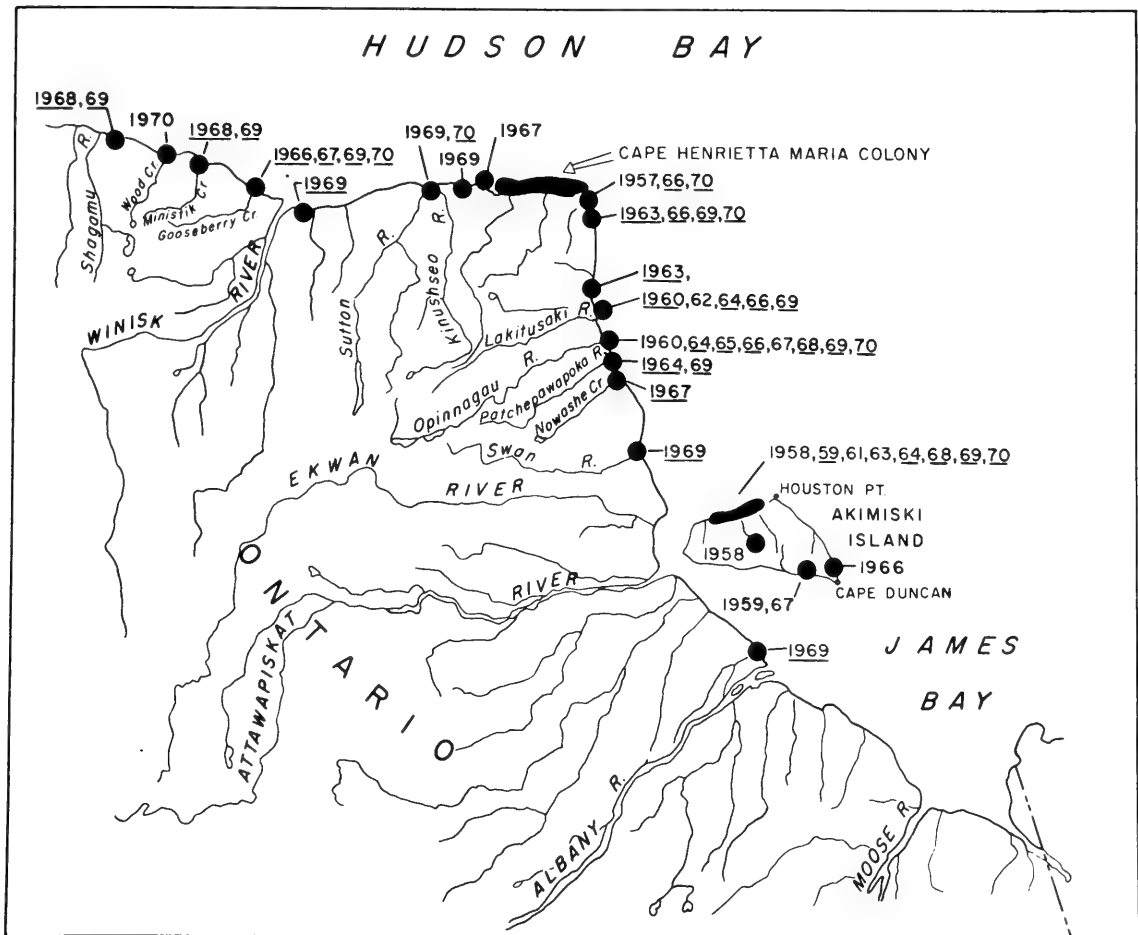 HUDSON BAY
1968, 69
1970
1968, 69
1966, 67, 69, 70
1969
1969, 70
1969
1967
CAPE HENRIETTA MARIA COLONY
1957, 66, 70
1963, 66, 69, 70
1963,
1960, 62, 64, 66, 69
1960, 64, 65, 66, 67, 68, 69, 70
1964, 69
1967
1969
Shagamu R.
Wood Cr.
Ministik Cr
Gooseberry Cr
WINISK RIVER
Sutton R.
Kinushseo R.
Lakitusaki R.
Opinnagau R.
Patchepawapoka R.
Nowashe Cr
Swan R.
EKWAN RIVER
1958, 59, 61, 63, 64, 68, 69, 70
HOUSTON PT.
AKIMISKI
ISLAND
1958
1966
CAPE DUNCAN
1959, 67
ONTARIO
ATTAWAPISKAT RIVER
1969
JAMES
BAY
ALBANY R.
MOOSE R.